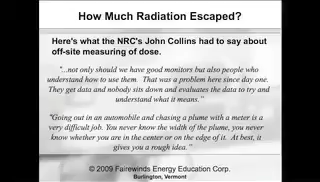 How Much Radiation Escaped?
Here's what the NRC's John Collins had to say about
off-site measuring of dose.
"...not only should we have good monitors but also people who
understand how to use them. That was a problem here since day one.
They get data and nobody sits down and evaluates the data to try and
understand what it means."
"Going out in an automobile and chasing a plume with a meter is a
very difficult job. You never know the width of the plume, you never
know whether you are in the center or on the edge of it. At best, it
gives you a rough idea."
© 2009 Fairewinds Energy Education Corp.
Burlington, Vermont